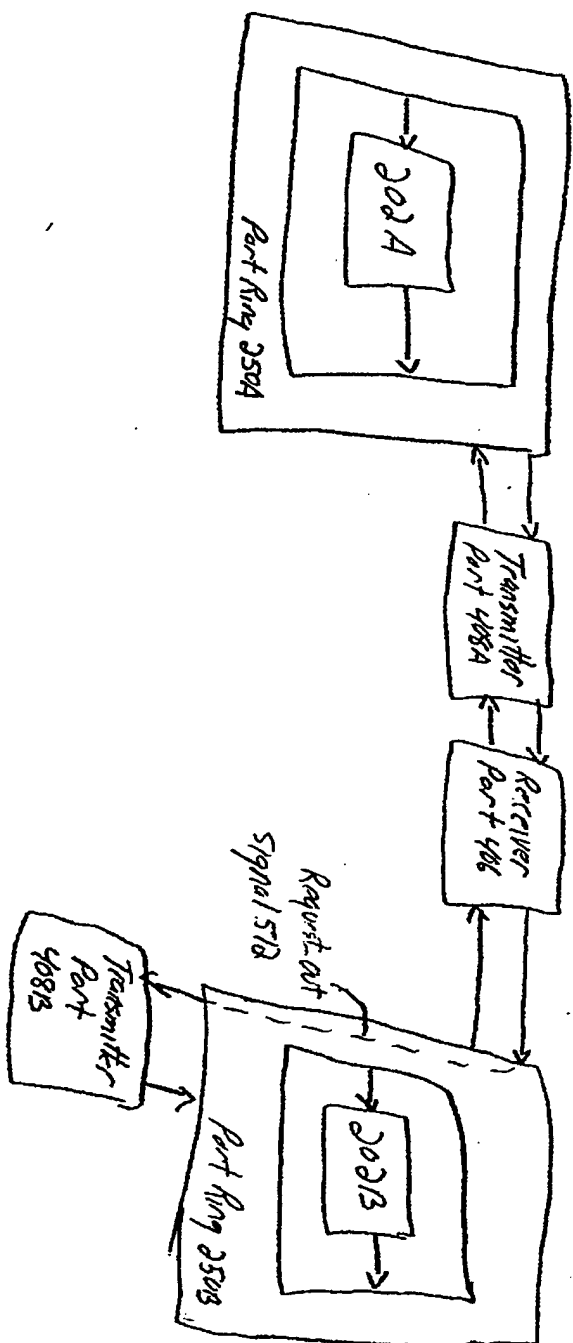 202A
Port Ring 250A
Transmitter
Port 408A
Receiver
Port 406
Request out
signal 512
Transmitter
Port
408B
202B
Port Ring 250B